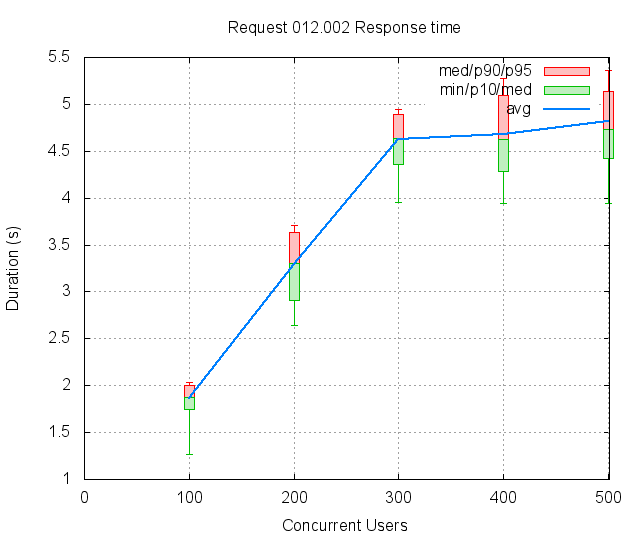 Request 012.002 Response time
med/p90/p95
min/p10/med
avg
Duration (s)
5.5
5
4.5
4
3.5
3
2.5
2
1.5
1
0 100 200 300 400 500
Concurrent Users